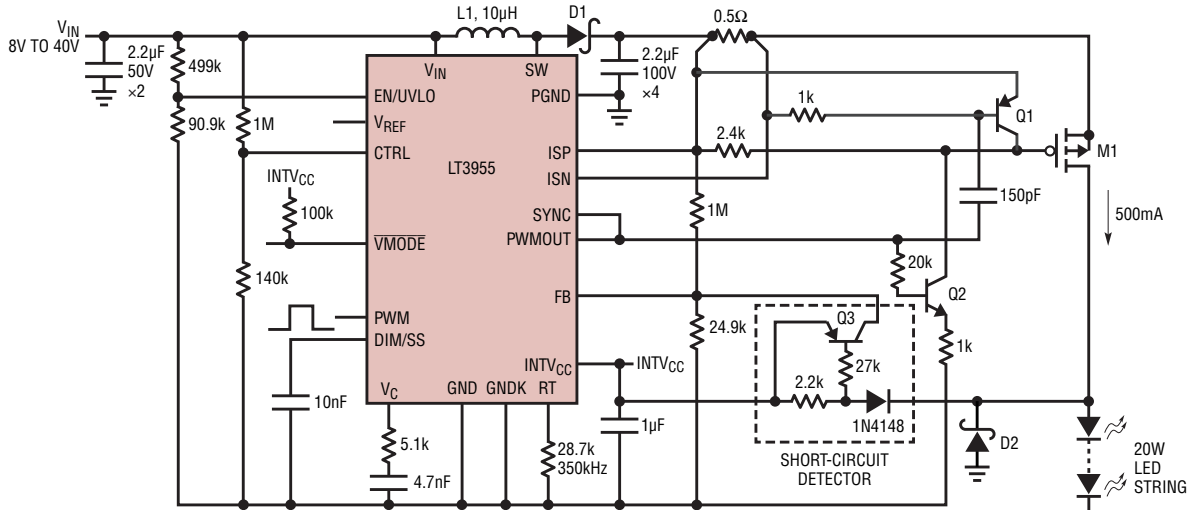 V_IN
8V TO 40V
2.2µF
50V
×2
499k
90.9k
1M
INTV_CC
100k
140k
10nF
L1, 10µH
D1
2.2µF
100V
×4
0.5Ω
V_IN
SW
EN/UVLO
PGND
V_REF
CTRL
LT3955
ISP
ISN
SYNC
V̅M̅O̅D̅E̅
PWMOUT
FB
PWM
DIM/SS
INTV_CC
V_C
GND
GNDK
RT
5.1k
4.7nF
28.7k
350kHz
INTV_CC
1µF
1k
Q1
2.4k
M1
1M
150pF
500mA
20k
Q2
24.9k
Q3
27k
2.2k
1N4148
1k
SHORT-CIRCUIT
DETECTOR
D2
20W
LED
STRING